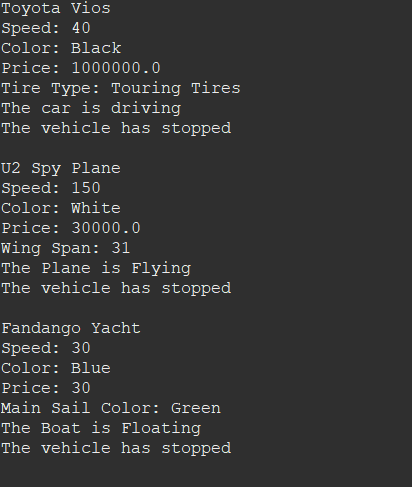 Toyota Vios
Speed: 40
Color: Black
Price: 1000000.0
Tire Type: Touring Tires
The car is driving
The vehicle has stopped
U2 Spy Plane
Speed: 150
Color: White
Price: 30000.0
Wing Span: 31
The Plane is Flying
The vehicle has stopped
Fandango Yacht
Speed: 30
Color: Blue
Price: 30
Main Sail Color: Green
The Boat is Floating
The vehicle has stopped